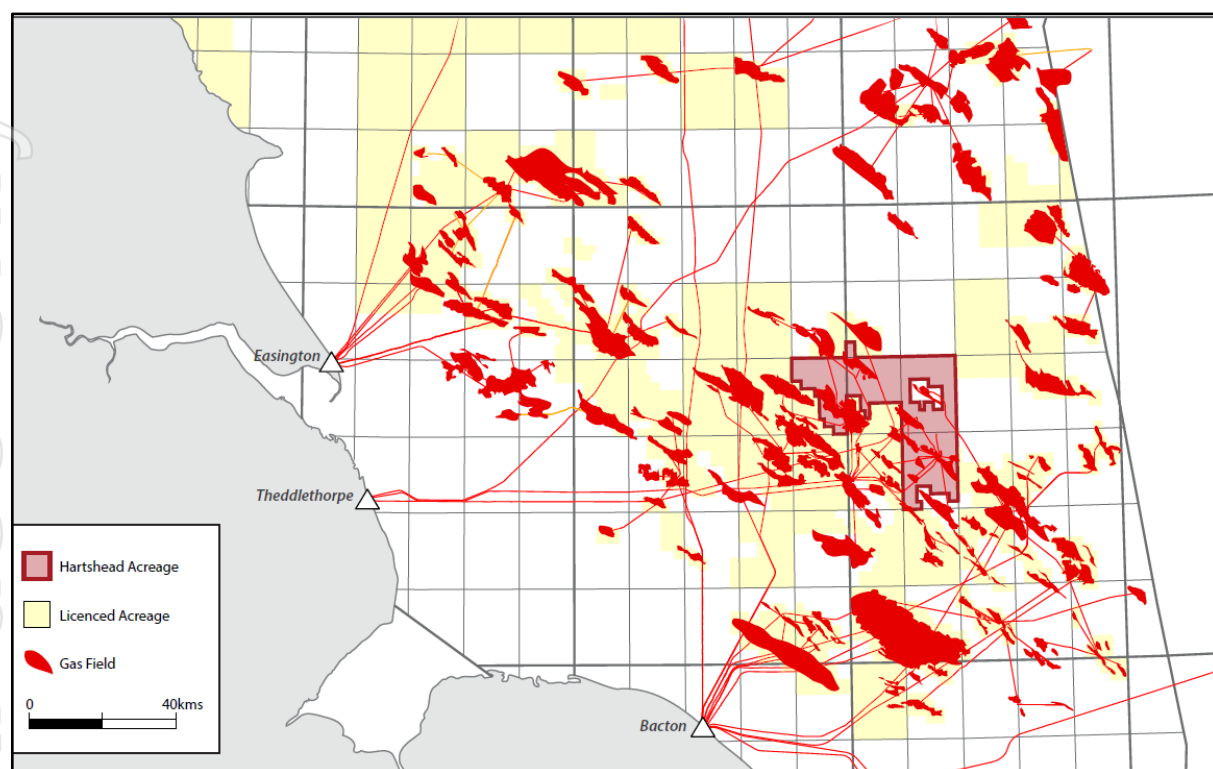 Easington
Theddlethorpe
Bacton
Hartshead Acreage
Licenced Acreage
Gas Field
0 40kms